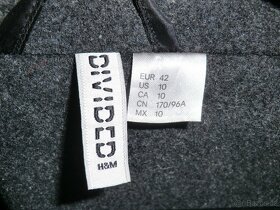 DIVIDED
H&M
EUR 42
US 10
CA 10
CN 170/96A
MX 10